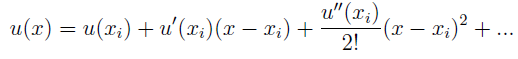 u(x) = u(x_i) + u'(x_i)(x − x_i) + \frac{u''(x_i)}{2!}(x − x_i)^2 + ...